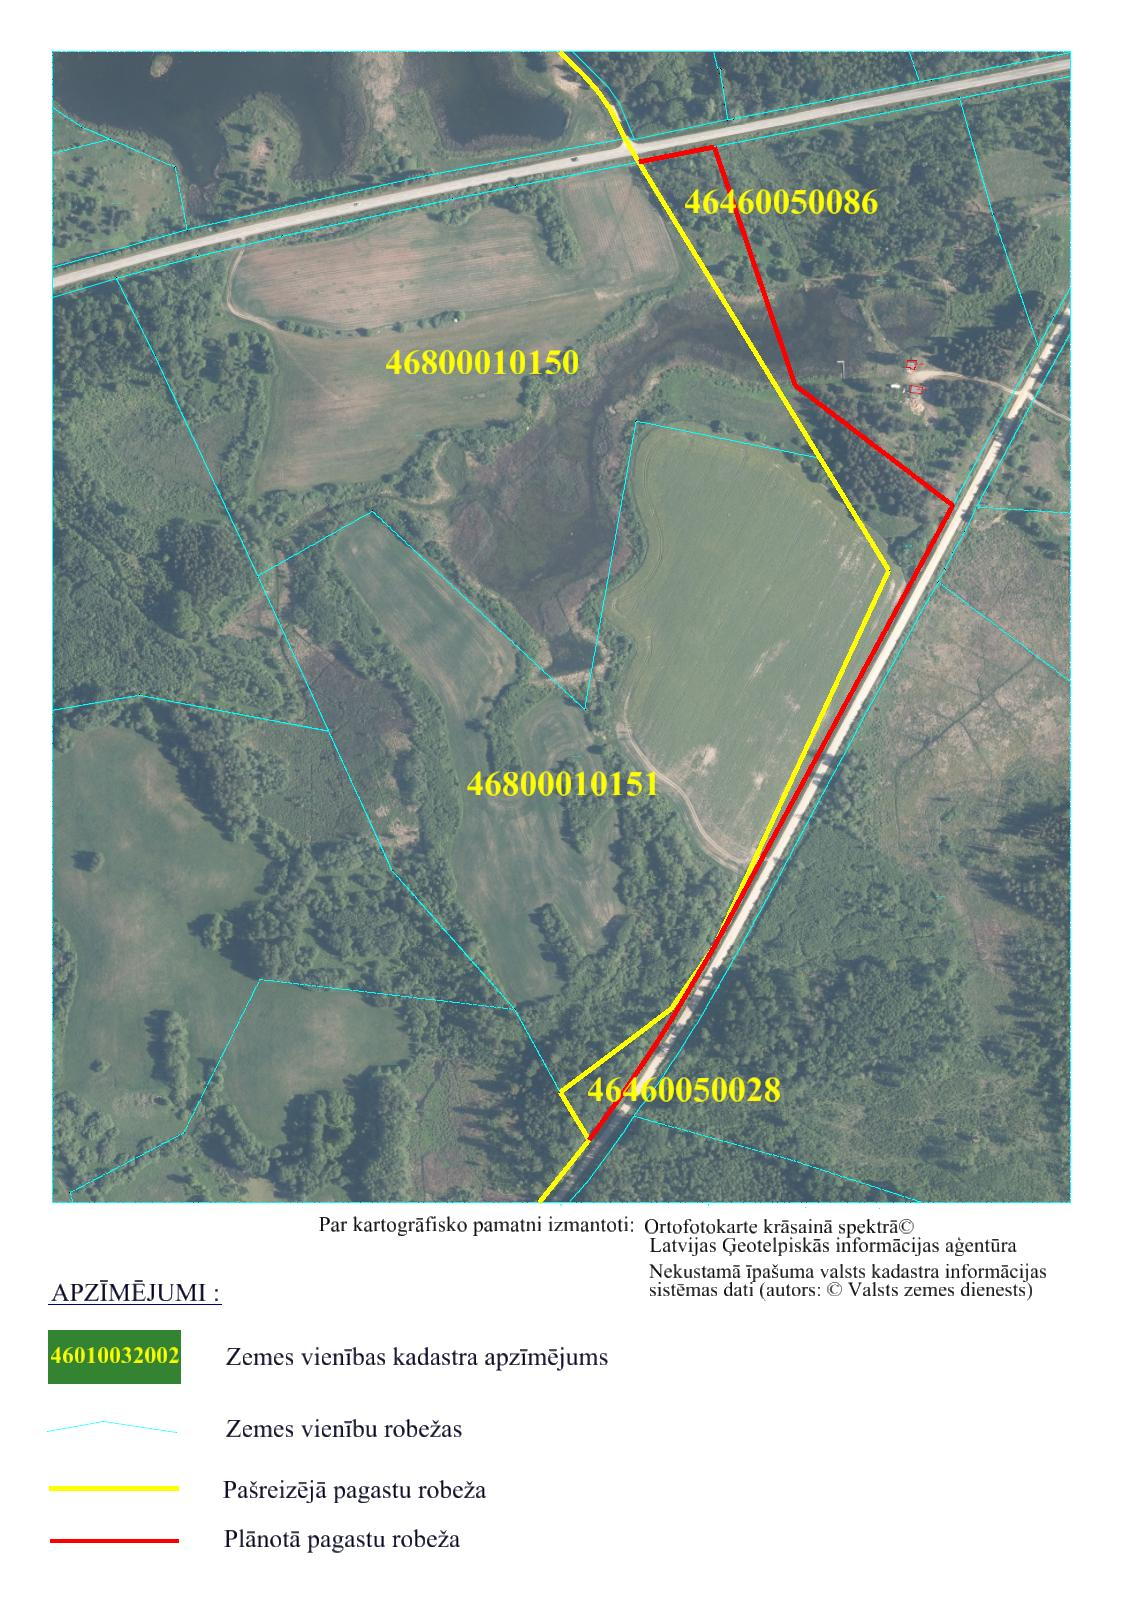 46460050086
46800010150
46800010151
46460050028
Par kartogrāfisko pamatni izmantoti: Ortofotokarte krāsainā spektrā©
Latvijas Ģeotelpiskās informācijas aģentūra
Nekustamā īpašuma valsts kadastra informācijas
sistēmas dati (autors: © Valsts zemes dienests)
APZĪMĒJUMI :
46010032002 Zemes vienības kadastra apzīmējums
Zemes vienību robežas
Pašreizējā pagastu robeža
Plānotā pagastu robeža